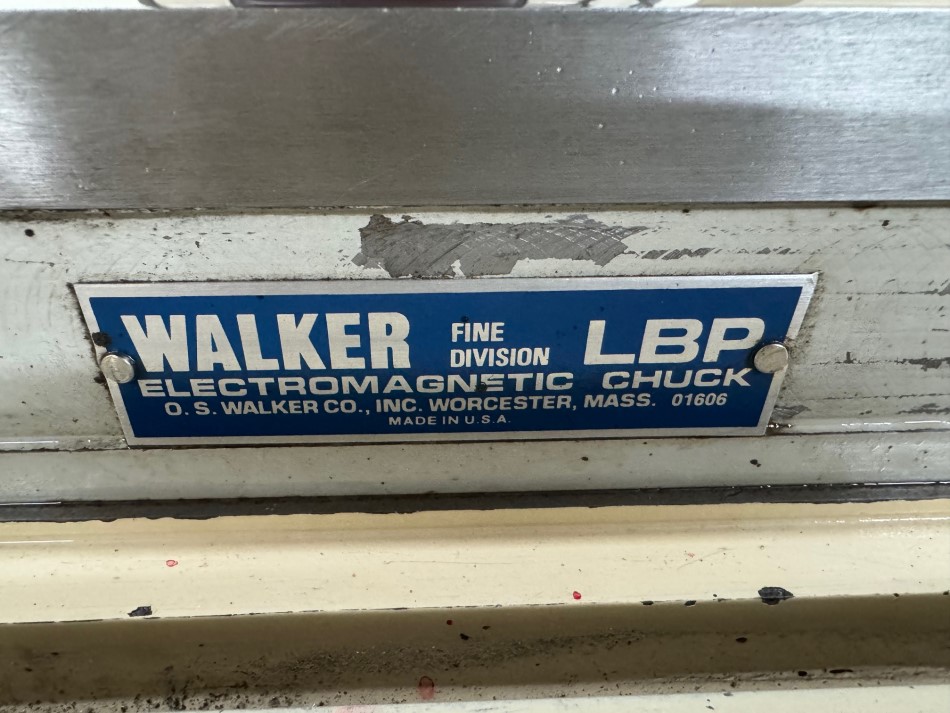 WALKER FINE DIVISION LBP
ELECTROMAGNETIC CHUCK
O. S. WALKER CO., INC. WORCESTER, MASS. 01606
MADE IN U.S.A.